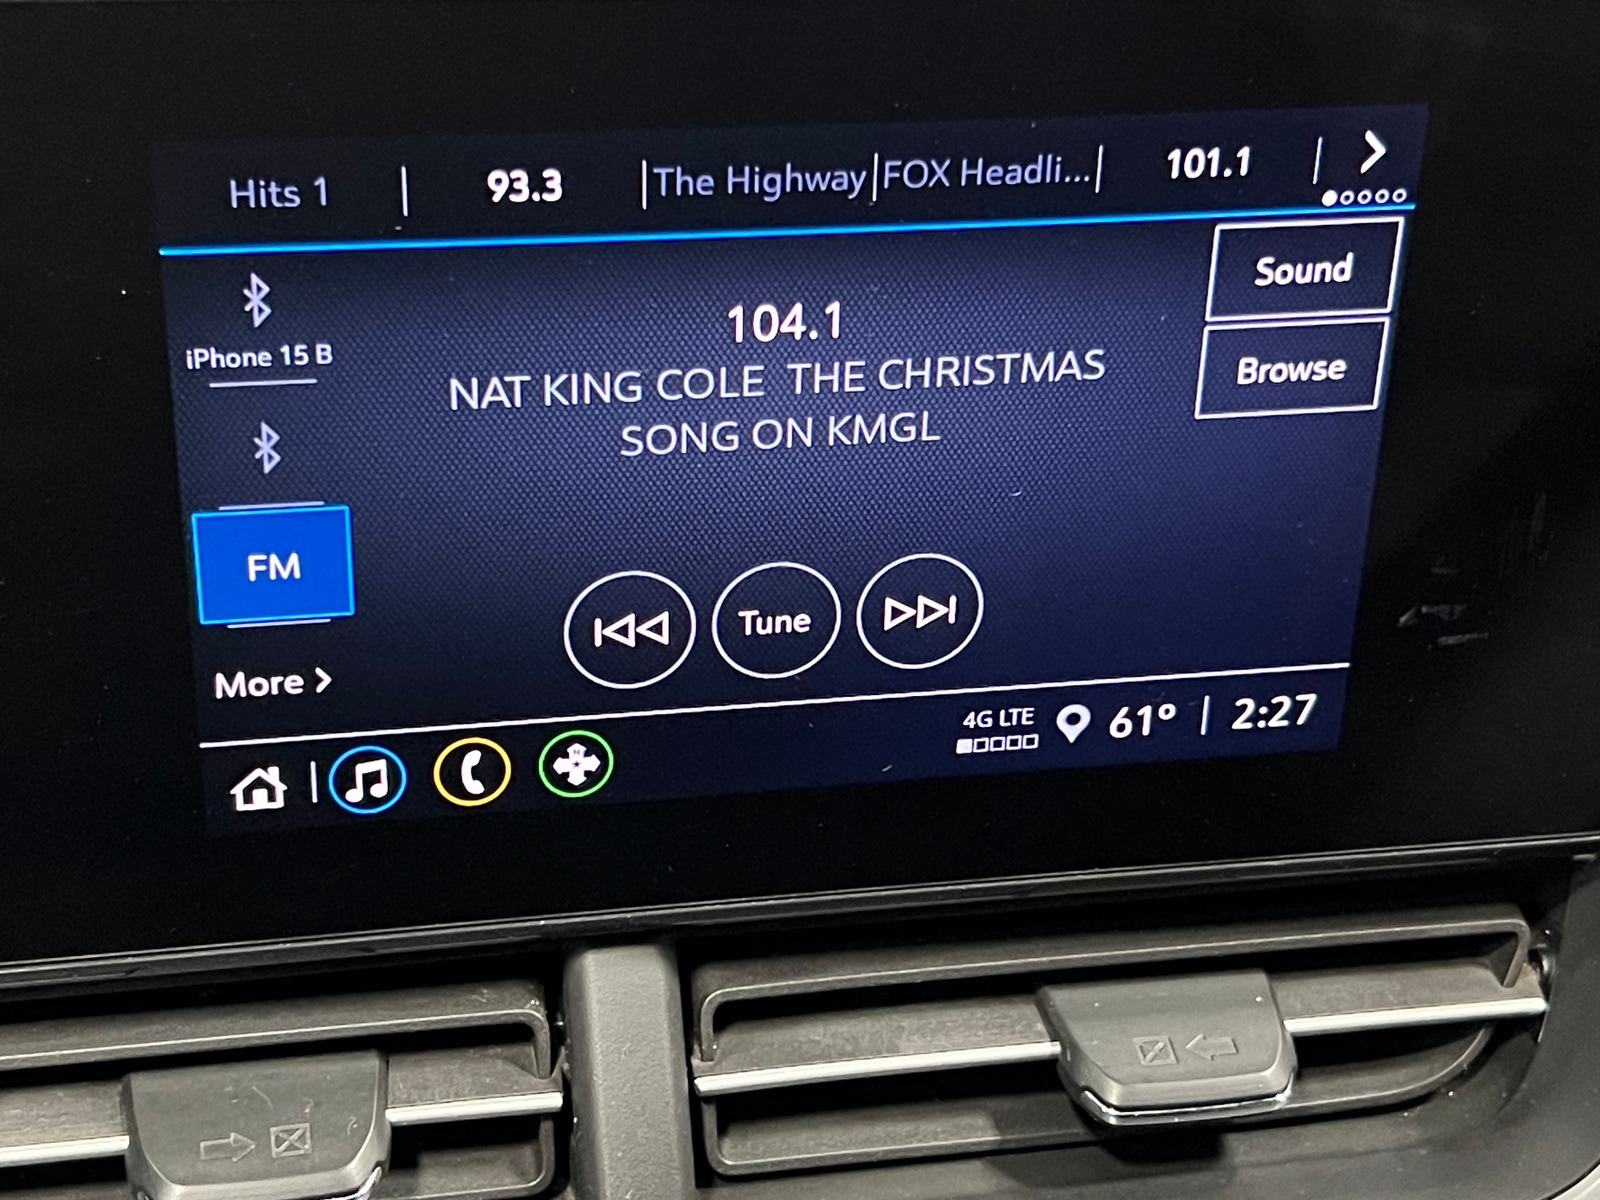 Hits 1 | 93.3 | The Highway | FOX Headli... | 101.1 |
iPhone 15 B
104.1
NAT KING COLE  THE CHRISTMAS
SONG ON KMGL
Sound
Browse
FM
Tune
More >
4G LTE
61° | 2:27
N